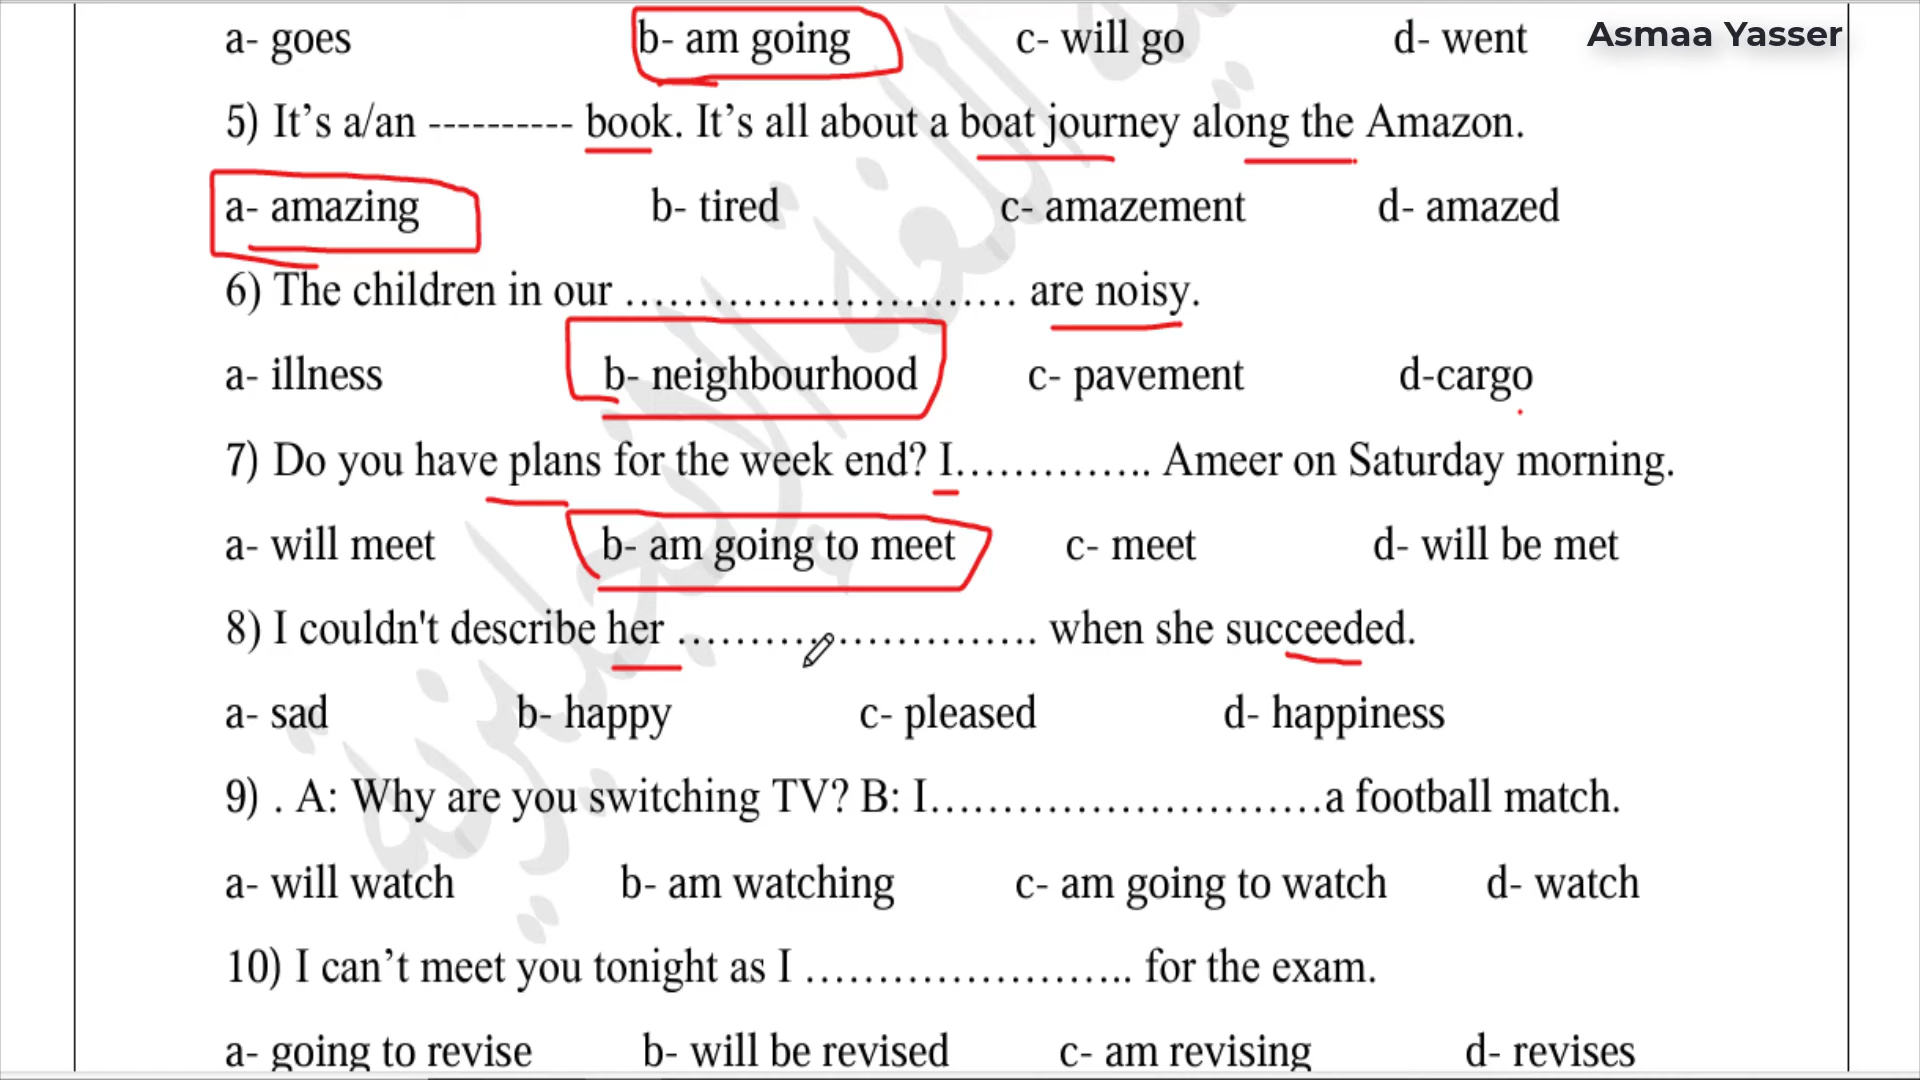 Asmaa Yasser
a- goes b- am going c- will go d- went
5) It’s a/an ---------- book. It’s all about a boat journey along the Amazon.
a- amazing b- tired c- amazement d- amazed
6) The children in our ........................... are noisy.
a- illness b- neighbourhood c- pavement d-cargo
7) Do you have plans for the week end? I.............. Ameer on Saturday morning.
a- will meet b- am going to meet c- meet d- will be met
8) I couldn't describe her ......................... when she succeeded.
a- sad b- happy c- pleased d- happiness
9) . A: Why are you switching TV? B: I...........................a football match.
a- will watch b- am watching c- am going to watch d- watch
10) I can’t meet you tonight as I ....................... for the exam.
a- going to revise b- will be revised c- am revising d- revises